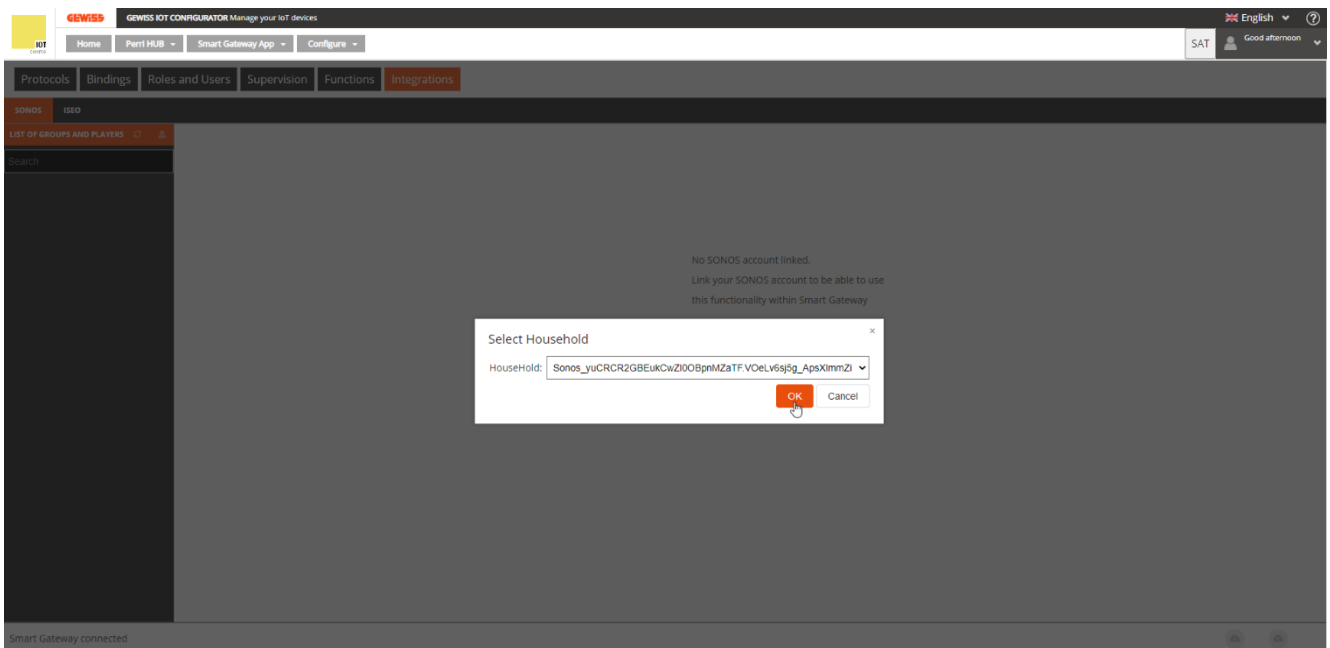 GEWISS GEWISS IOT CONFIGURATOR Manage your IoT devices English ?
IOT
Home Perri HUB Smart Gateway App Configure SAT Good afternoon
Protocols Bindings Roles and Users Supervision Functions Integrations
SONOS ISEO
LIST OF GROUPS AND PLAYERS
Search
No SONOS account linked.
Link your SONOS account to be able to use
this functionality within Smart Gateway
Select Household ×
HouseHold: Sonos_yuCRCR2GBEukCwZI0OBpnMZaTF.VOeLv6sj5g_ApsXImmZi
OK Cancel
Smart Gateway connected